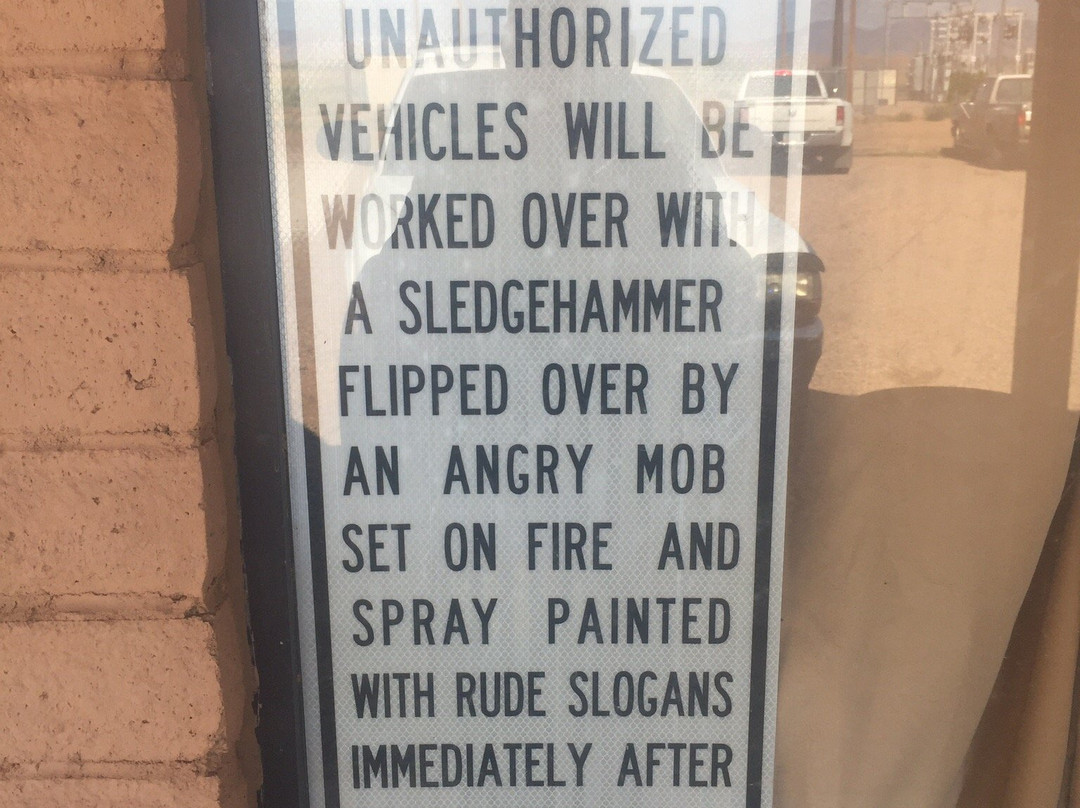 UNAUTHORIZED
VEHICLES WILL BE
WORKED OVER WITH
A SLEDGEHAMMER
FLIPPED OVER BY
AN ANGRY MOB
SET ON FIRE AND
SPRAY PAINTED
WITH RUDE SLOGANS
IMMEDIATELY AFTER